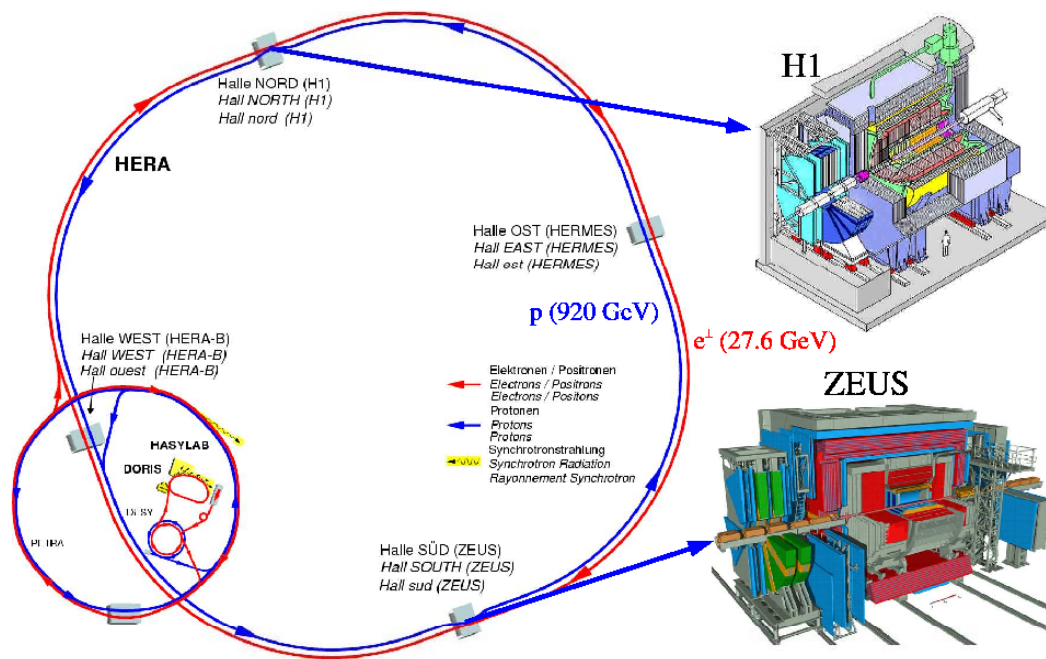 H1
Halle NORD (H1)
Hall NORTH (H1)
Hall nord (H1)
HERA
Halle OST (HERMES)
Hall EAST (HERMES)
Hall est (HERMES)
p (920 GeV)
e± (27.6 GeV)
Halle WEST (HERA-B)
Hall WEST (HERA-B)
Hall ouest (HERA-B)
Elektronen / Positronen
Electrons / Positrons
Electrons / Positons
Protonen
Protons
Protons
Synchrotronstrahlung
Synchrotron Radiation
Rayonnement Synchrotron
ZEUS
HASYLAB
DORIS
DESY
PETRA
Halle SÜD (ZEUS)
Hall SOUTH (ZEUS)
Hall sud (ZEUS)